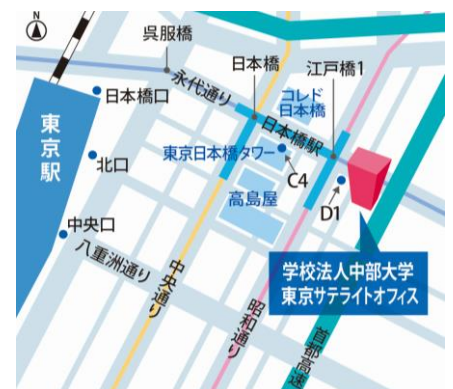 N
呉服橋
日本橋
江戸橋1
永代通り
コレド
日本橋
日本橋口
日本橋駅
東京駅
東京日本橋タワー
北口
C4
D1
高島屋
中央口
八重洲通り
中央通り
昭和通り
首都高速
学校法人中部大学
東京サテライトオフィス